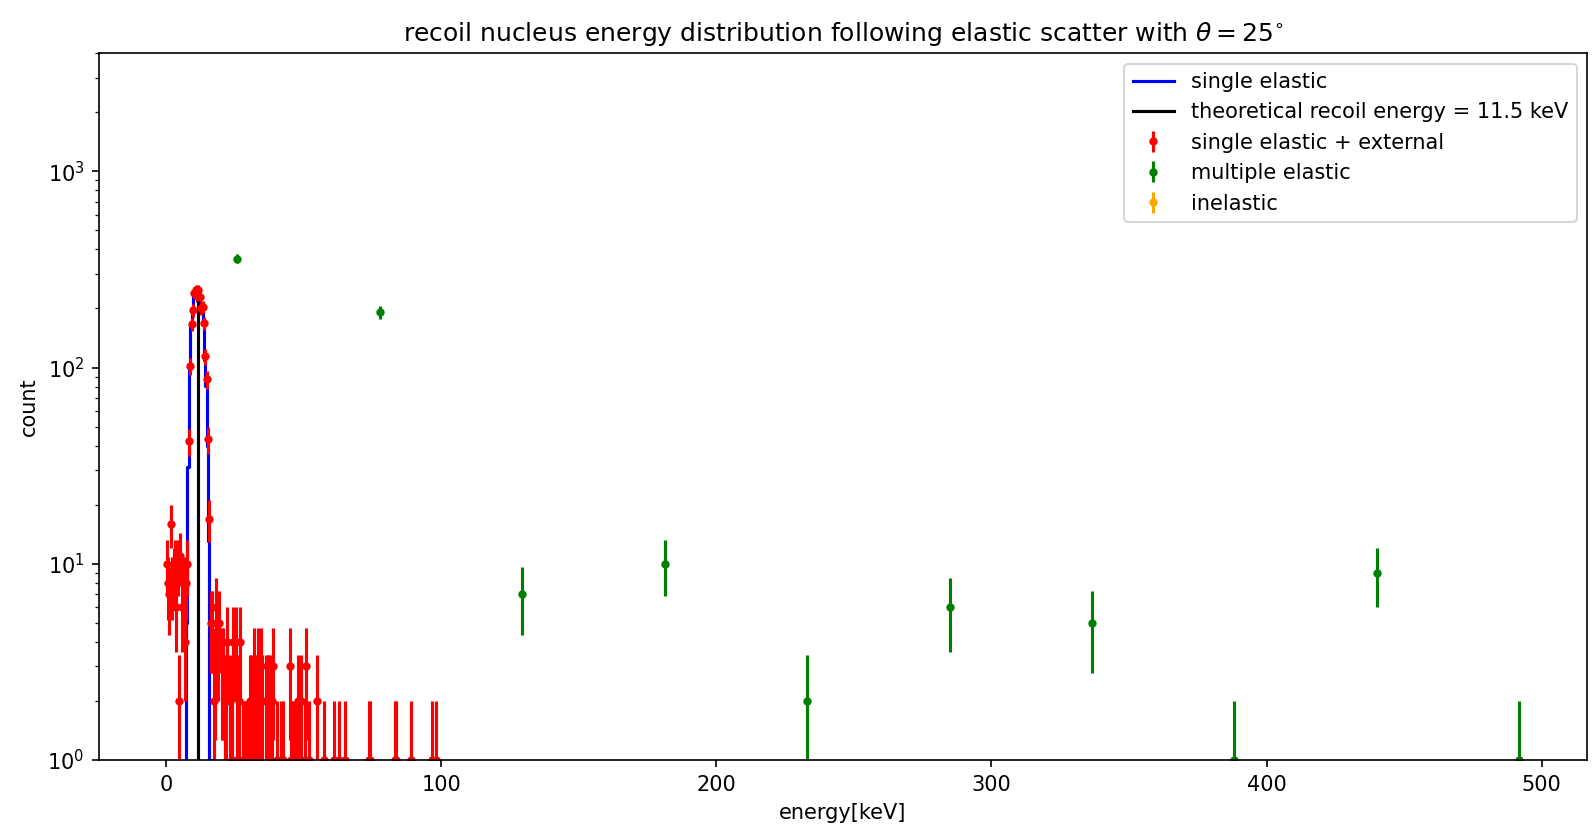 recoil nucleus energy distribution following elastic scatter with θ = 25°
single elastic
theoretical recoil energy = 11.5 keV
single elastic + external
multiple elastic
inelastic
count
10³
10²
10¹
10⁰
0 100 200 300 400 500
energy[keV]